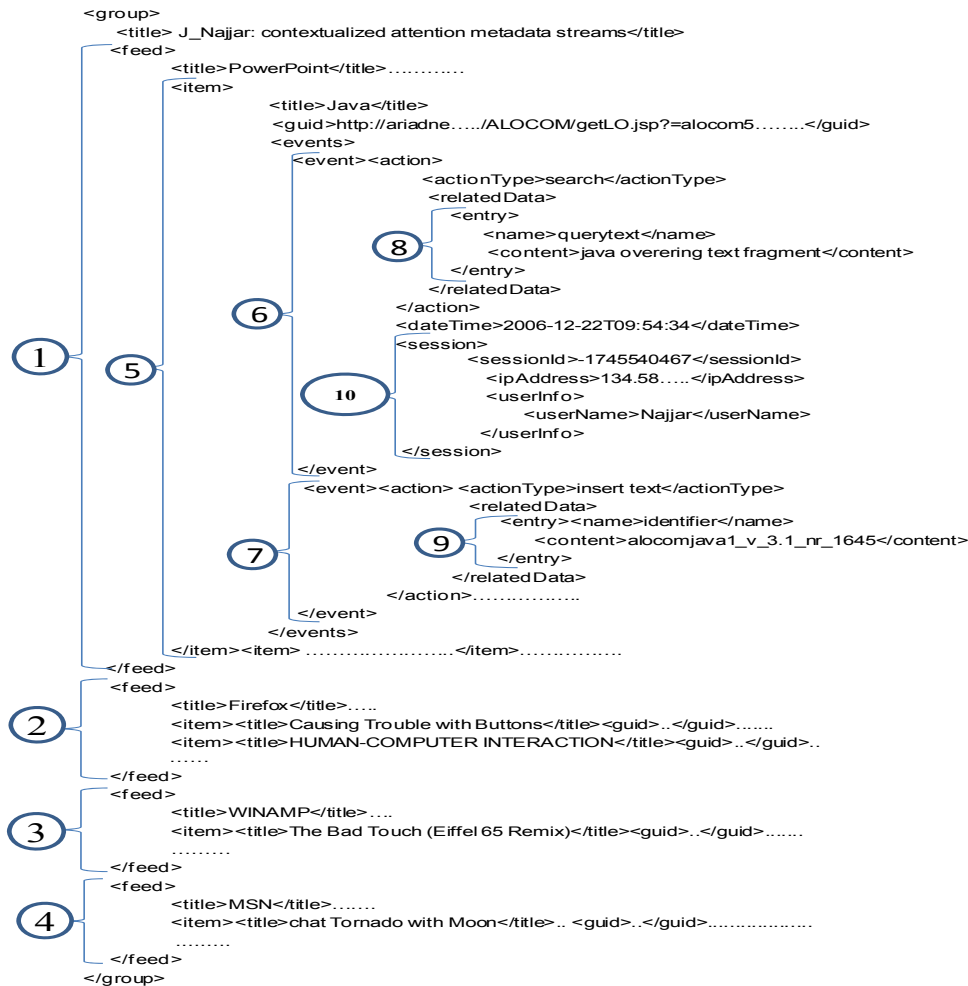 <group>
<title> J_Najjar: contextualized attention metadata streams</title>
<feed>
<title>PowerPoint</title>…………
<item>
<title>Java</title>
<guid>http://ariadne…../ALOCOM/getLO.jsp?=alocom5……..</guid>
<events>
<event><action>
<actionType>search</actionType>
<relatedData>
<entry>
<name>querytext</name>
8
<content>java overering text fragment</content>
</entry>
</relatedData>
</action>
6
<dateTime>2006-12-22T09:54:34</dateTime>
<session>
1
<sessionId>-1745540467</sessionId>
5
<ipAddress>134.58…..</ipAddress>
10
<userInfo>
<userName>Najjar</userName>
</userInfo>
</session>
</event>
<event><action> <actionType>insert text</actionType>
<relatedData>
<entry><name>identifier</name>
9
<content>alocomjava1_v_3.1_nr_1645</content>
7
</entry>
</relatedData>
</action>……………..
</event>
</events>
</item><item> …………………….</item>…………….
</feed>
<feed>
<title>Firefox</title>…..
2
<item><title>Causing Trouble with Buttons</title><guid>..</guid>.......
<item><title>HUMAN-COMPUTER INTERACTION</title><guid>..</guid>..
……
</feed>
<feed>
<title>WINAMP</title>….
3
<item><title>The Bad Touch (Eiffel 65 Remix)</title><guid>..</guid>.......
………
</feed>
<feed>
<title>MSN</title>…….
4
<item><title>chat Tornado with Moon</title>.. <guid>..</guid>...................
………
</feed>
</group>